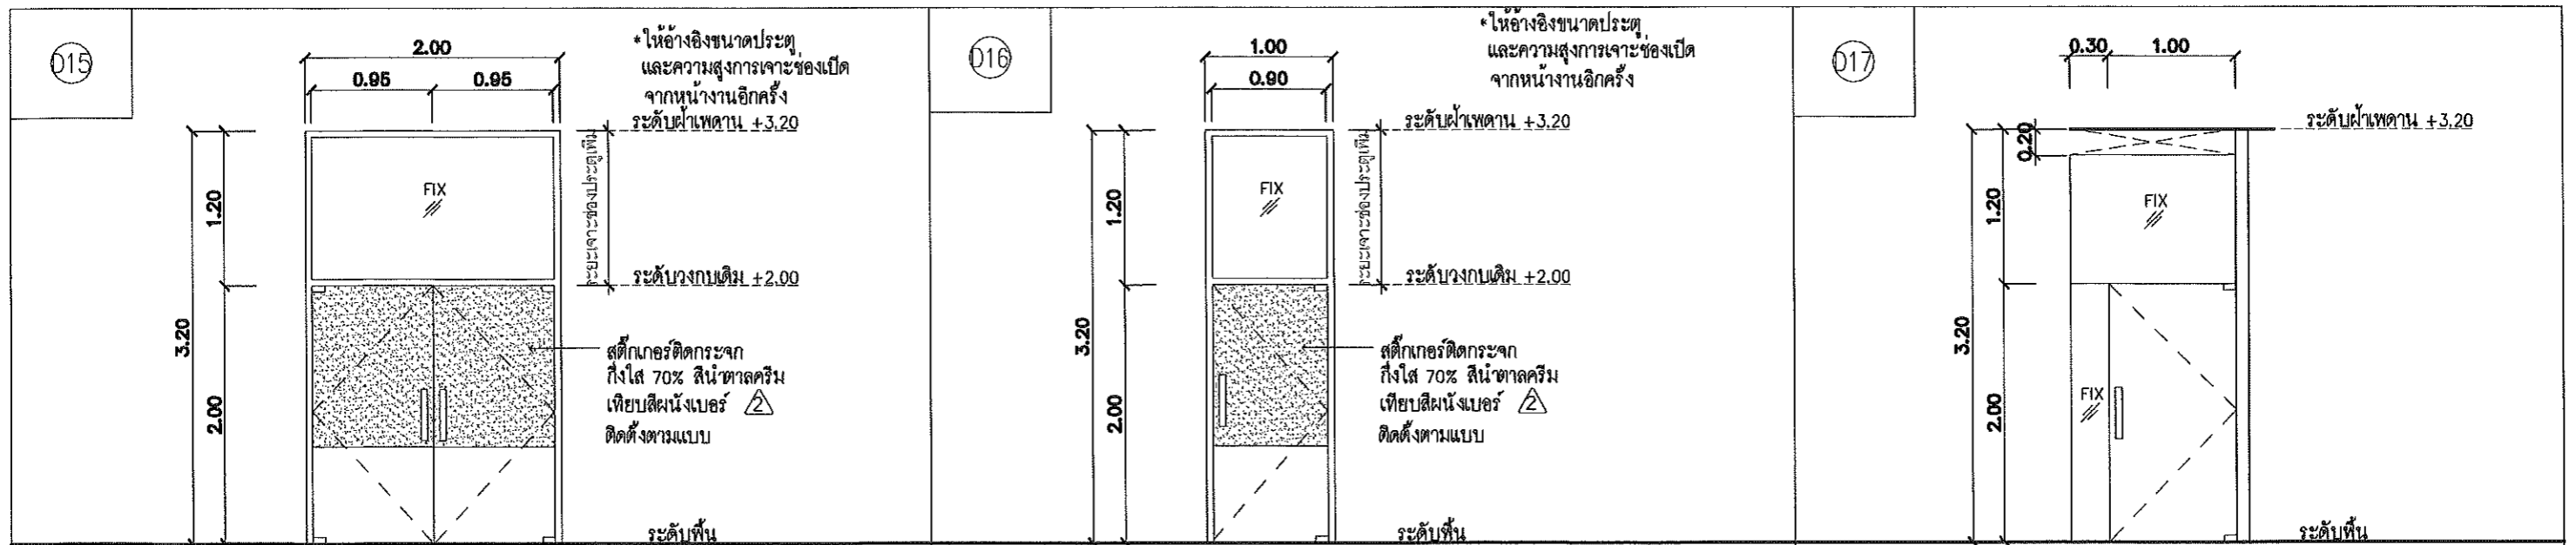 D15
2.00
0.95
0.95
*ให้อ้างอิงขนาดประตู
และความสูงการเจาะช่องเปิด
จากหน้างานอีกครั้ง
ระดับฝ้าเพดาน +3.20
ระยะเจาะช่องประตูเพิ่ม
FIX
1.20
3.20
2.00
ระดับวงกบเดิม +2.00
สติ๊กเกอร์ติดกระจก
กึ่งใส 70% สีน้ำตาลครีม
เทียบสีผนังเบอร์ 2
ติดตั้งตามแบบ
ระดับพื้น
D16
1.00
0.90
*ให้อ้างอิงขนาดประตู
และความสูงการเจาะช่องเปิด
จากหน้างานอีกครั้ง
ระดับฝ้าเพดาน +3.20
ระยะเจาะช่องประตูเพิ่ม
FIX
1.20
3.20
2.00
ระดับวงกบเดิม +2.00
สติ๊กเกอร์ติดกระจก
กึ่งใส 70% สีน้ำตาลครีม
เทียบสีผนังเบอร์ 2
ติดตั้งตามแบบ
ระดับพื้น
D17
0.30
1.00
ระดับฝ้าเพดาน +3.20
0.20
FIX
1.20
3.20
2.00
FIX
ระดับพื้น